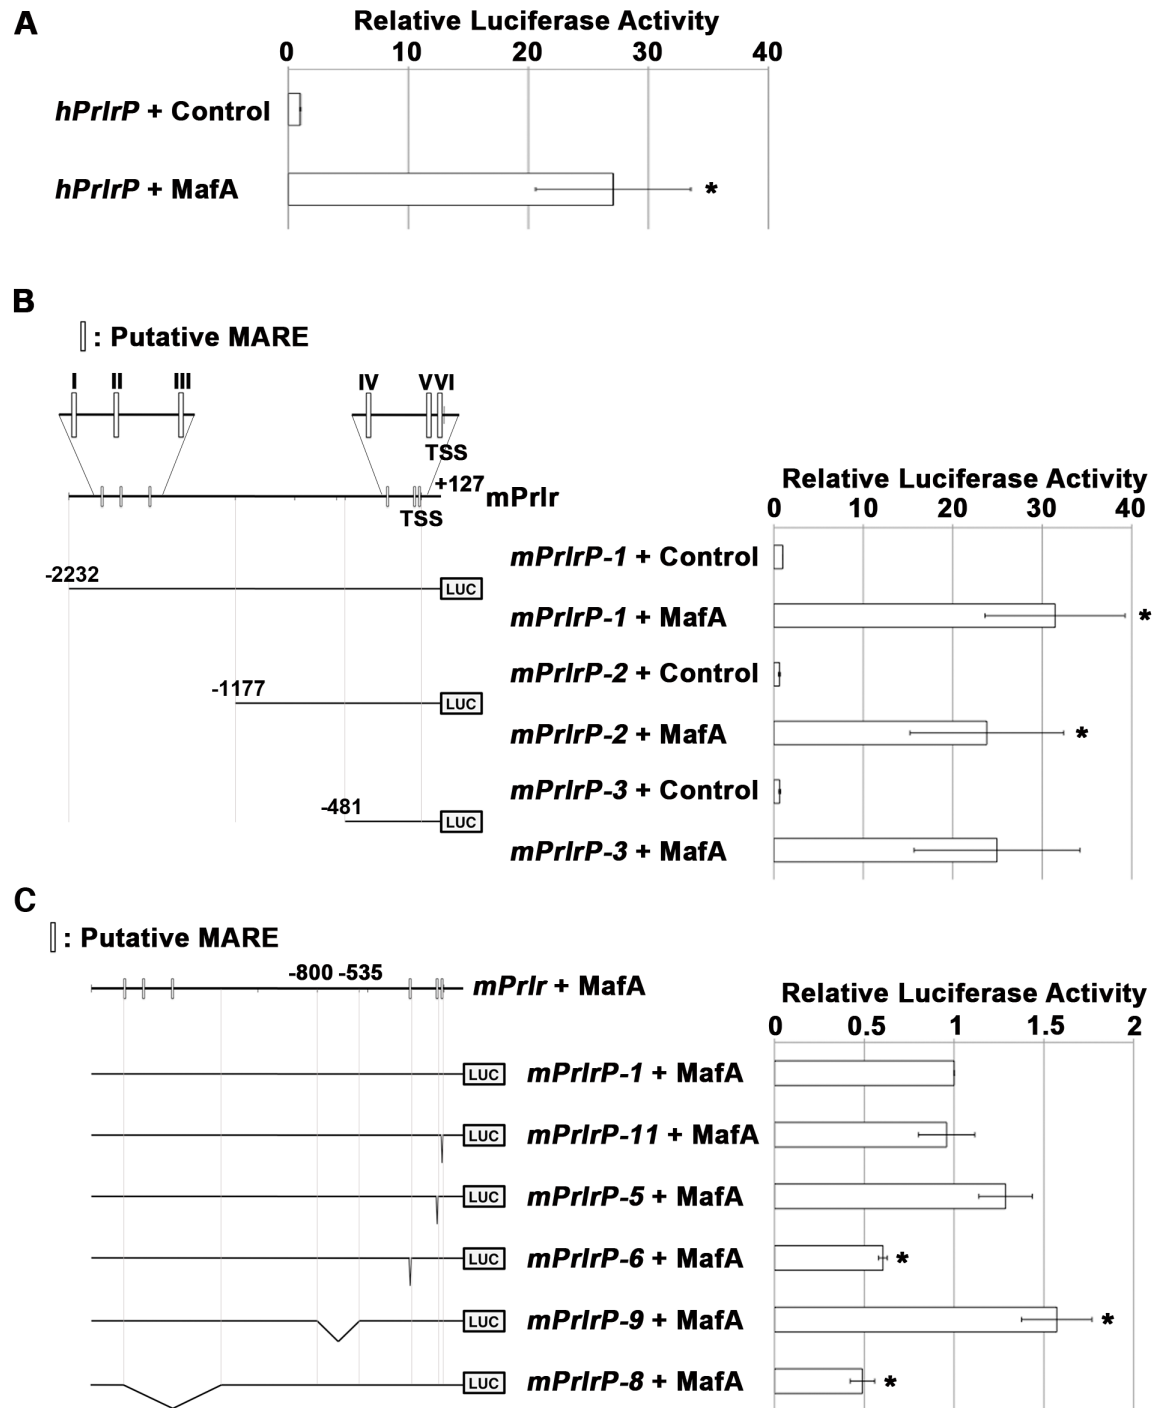 A
Relative Luciferase Activity
0 10 20 30 40
hPrlrP + Control
hPrlrP + MafA *
B
: Putative MARE
I II III IV V VI
TSS
+127 mPrlr
TSS
Relative Luciferase Activity
0 10 20 30 40
mPrlrP-1 + Control
-2232 LUC
mPrlrP-1 + MafA *
mPrlrP-2 + Control
-1177 LUC
mPrlrP-2 + MafA *
mPrlrP-3 + Control
-481 LUC
mPrlrP-3 + MafA
C
: Putative MARE
-800 -535
mPrlr + MafA
Relative Luciferase Activity
0 0.5 1 1.5 2
LUC mPrlrP-1 + MafA
LUC mPrlrP-11 + MafA
LUC mPrlrP-5 + MafA
LUC mPrlrP-6 + MafA *
LUC mPrlrP-9 + MafA *
LUC mPrlrP-8 + MafA *